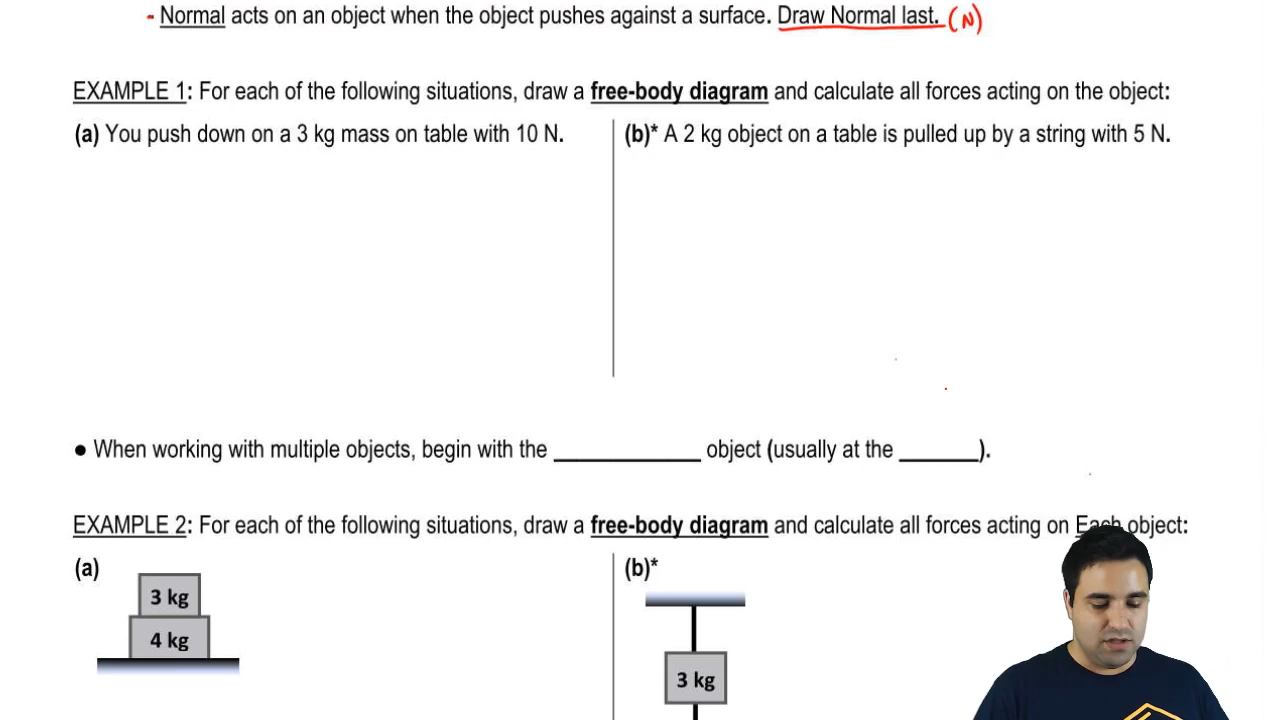 - Normal acts on an object when the object pushes against a surface. Draw Normal last. (N)
EXAMPLE 1: For each of the following situations, draw a free-body diagram and calculate all forces acting on the object:
(a) You push down on a 3 kg mass on table with 10 N.
(b)* A 2 kg object on a table is pulled up by a string with 5 N.
● When working with multiple objects, begin with the _____________ object (usually at the _______).
EXAMPLE 2: For each of the following situations, draw a free-body diagram and calculate all forces acting on Each object:
(a)
3 kg
4 kg
(b)*
3 kg